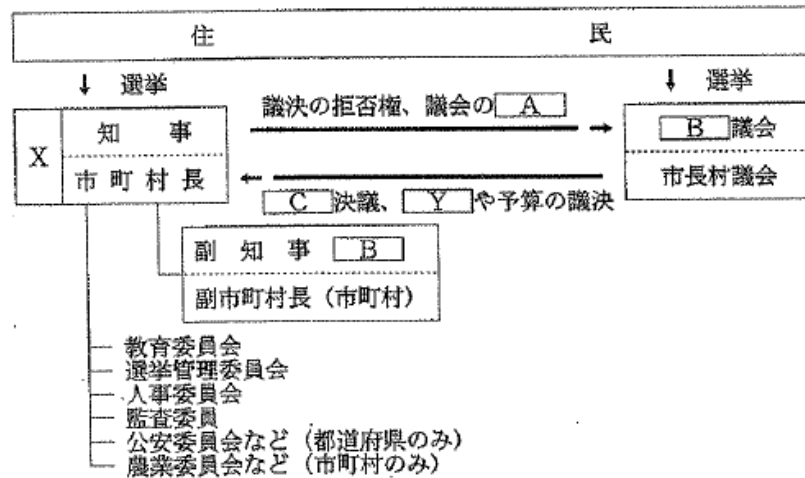 住民
選挙
選挙
議決の拒否権、議会の A
X
知事
市町村長
B 議会
市長村議会
C 決議、Y や予算の議決
副知事 B
副市町村長（市町村）
教育委員会
選挙管理委員会
人事委員会
監査委員
公安委員会など（都道府県のみ）
農業委員会など（市町村のみ）